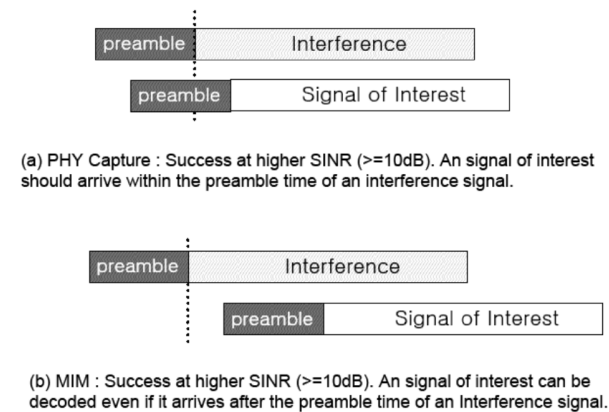 preamble Interference
preamble Signal of Interest
(a) PHY Capture : Success at higher SINR (>=10dB). An signal of interest
should arrive within the preamble time of an interference signal.
preamble Interference
preamble Signal of Interest
(b) MIM : Success at higher SINR (>=10dB). An signal of interest can be
decoded even if it arrives after the preamble time of an Interference signal.